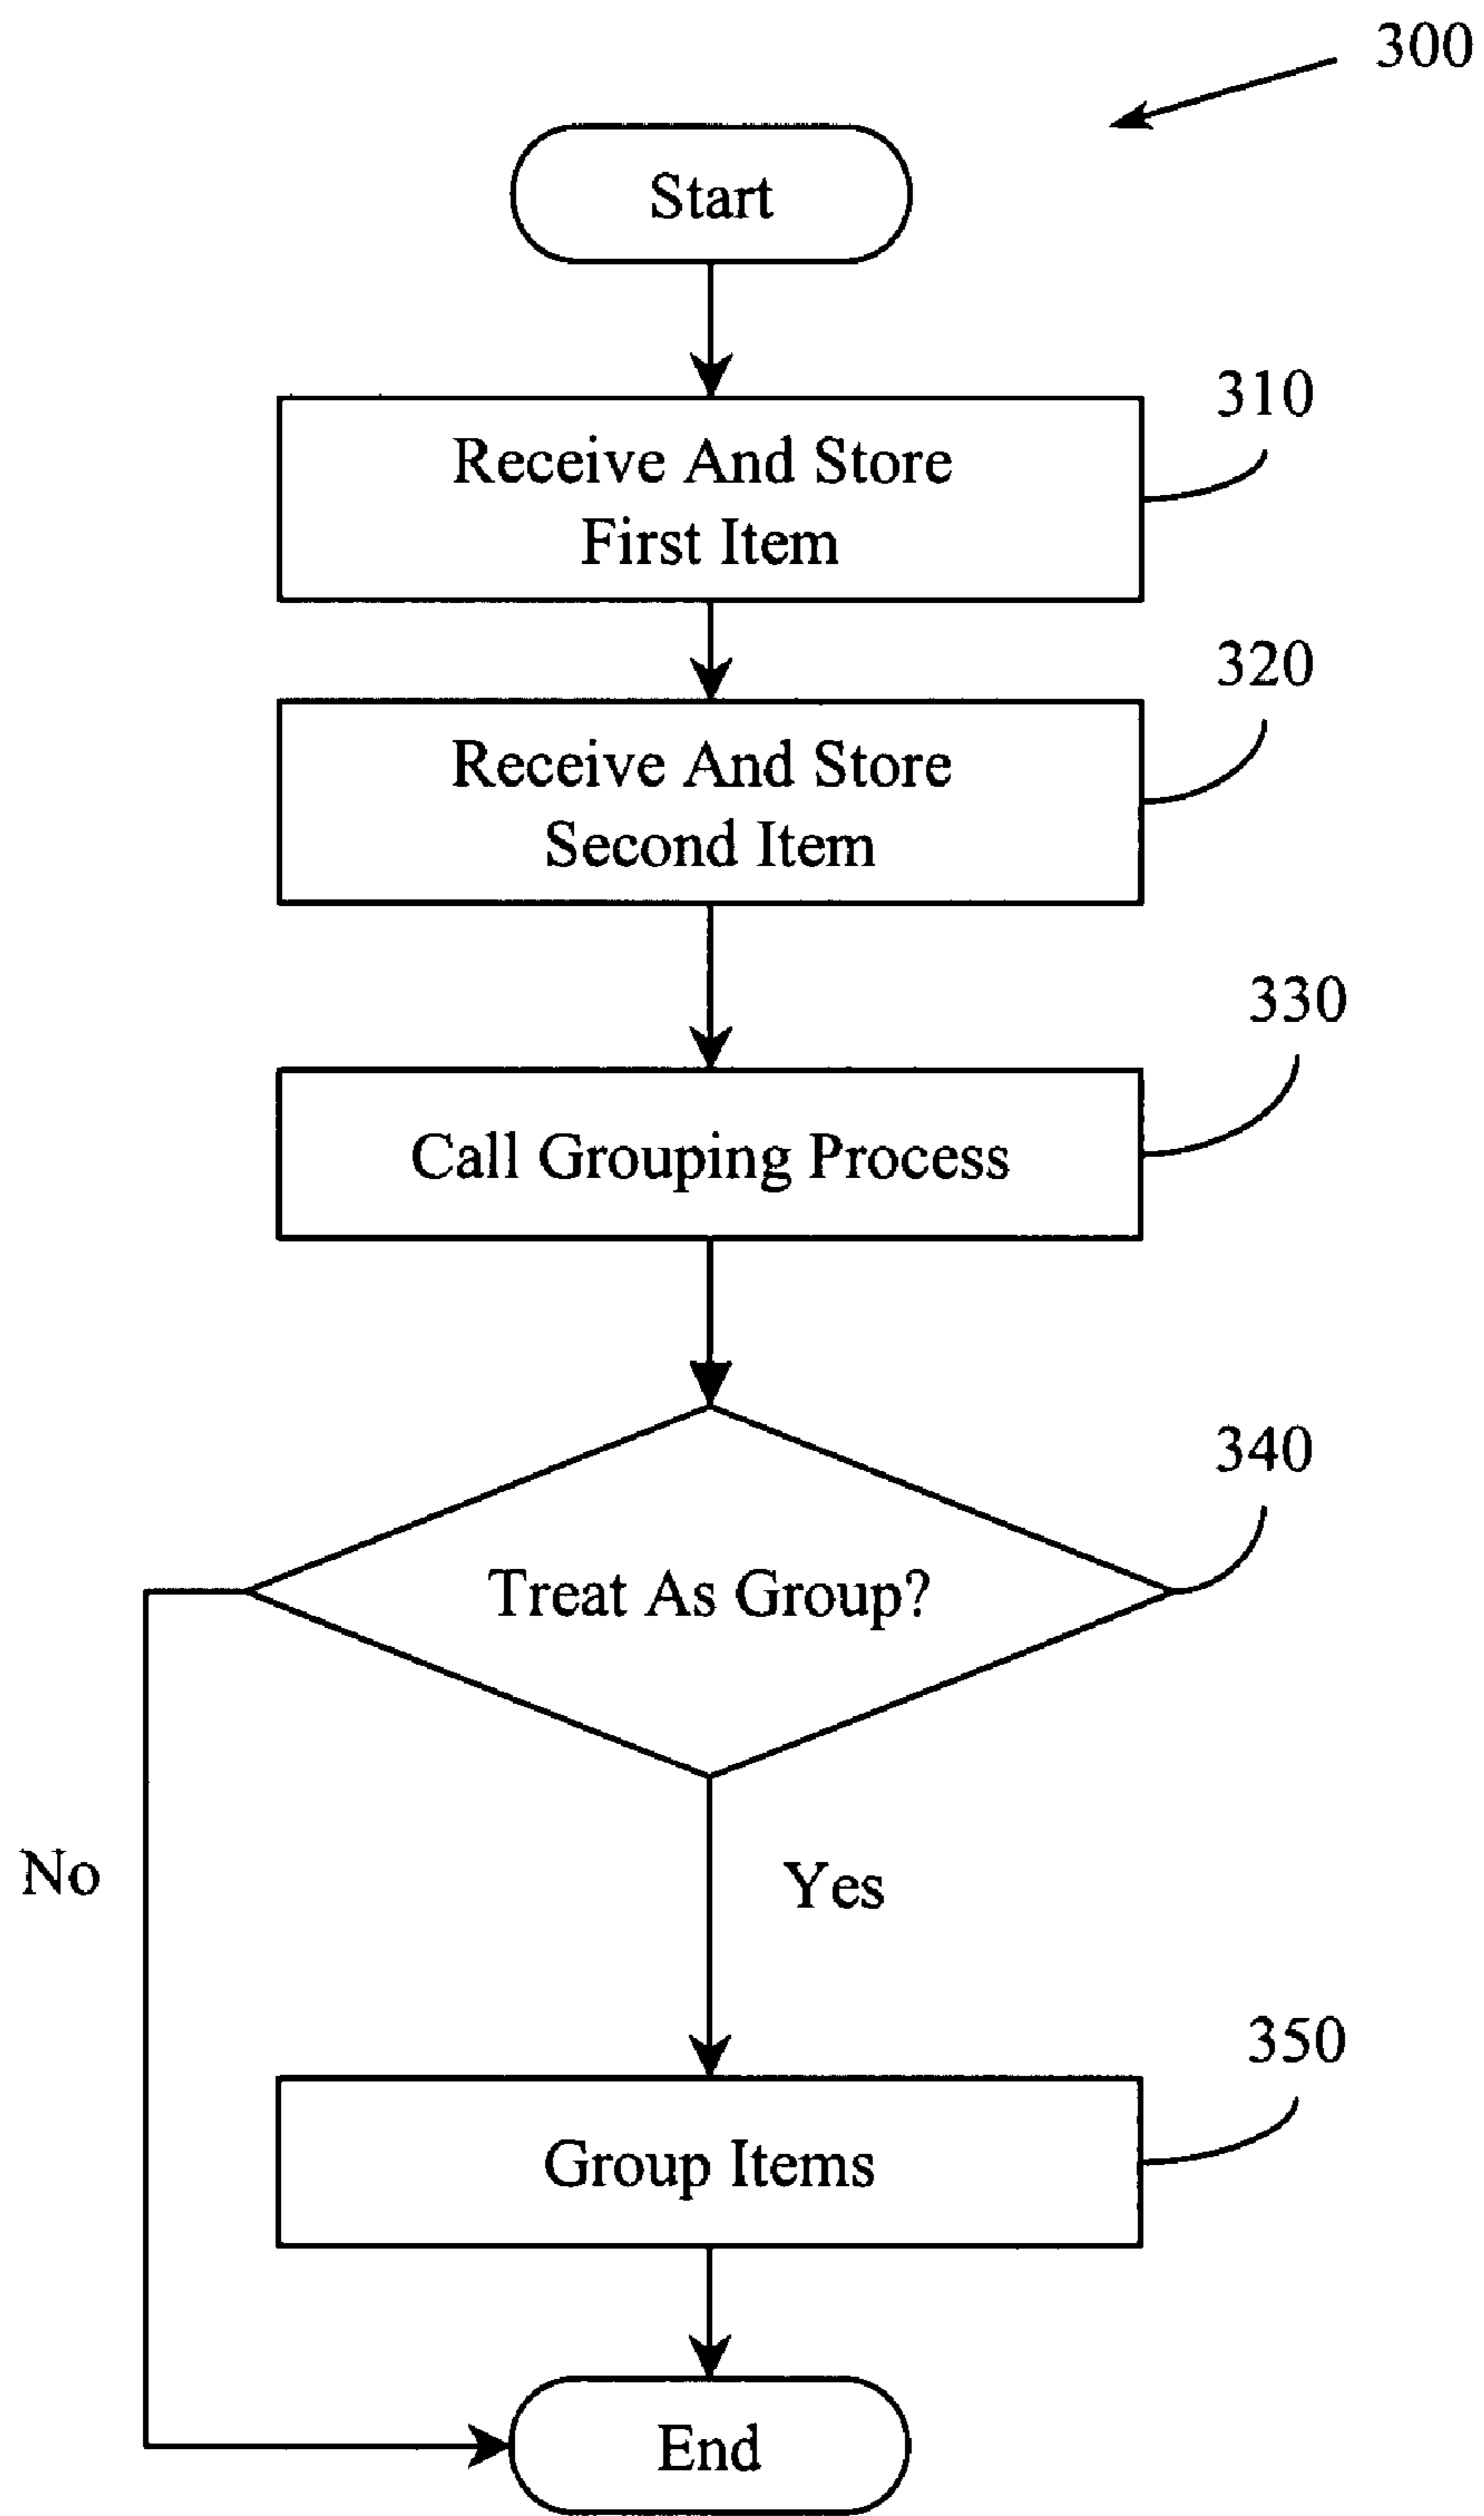 300
Start
310
Receive And Store
First Item
320
Receive And Store
Second Item
330
Call Grouping Process
340
Treat As Group?
No
Yes
350
Group Items
End